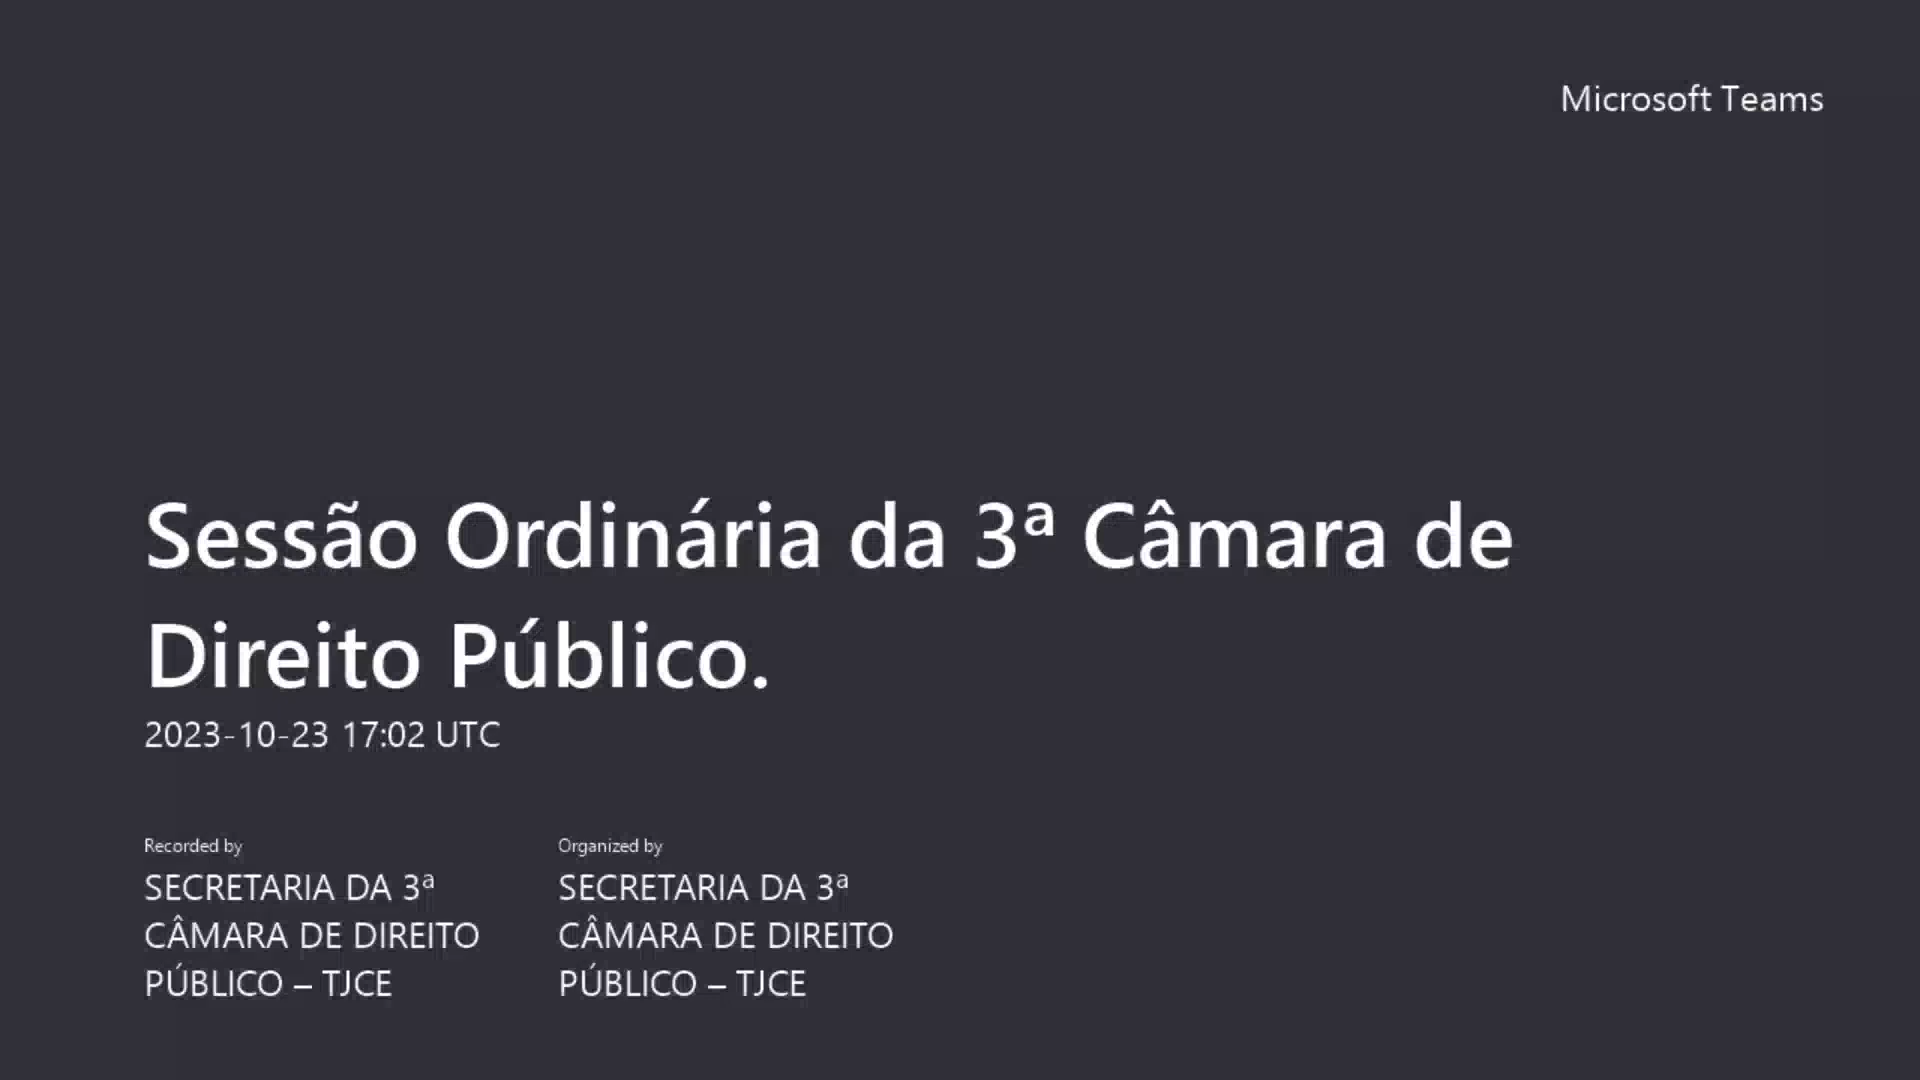 Microsoft Teams
Sessão Ordinária da 3ª Câmara de
Direito Público.
2023-10-23 17:02 UTC
Recorded by
SECRETARIA DA 3ª
CÂMARA DE DIREITO
PÚBLICO – TJCE
Organized by
SECRETARIA DA 3ª
CÂMARA DE DIREITO
PÚBLICO – TJCE